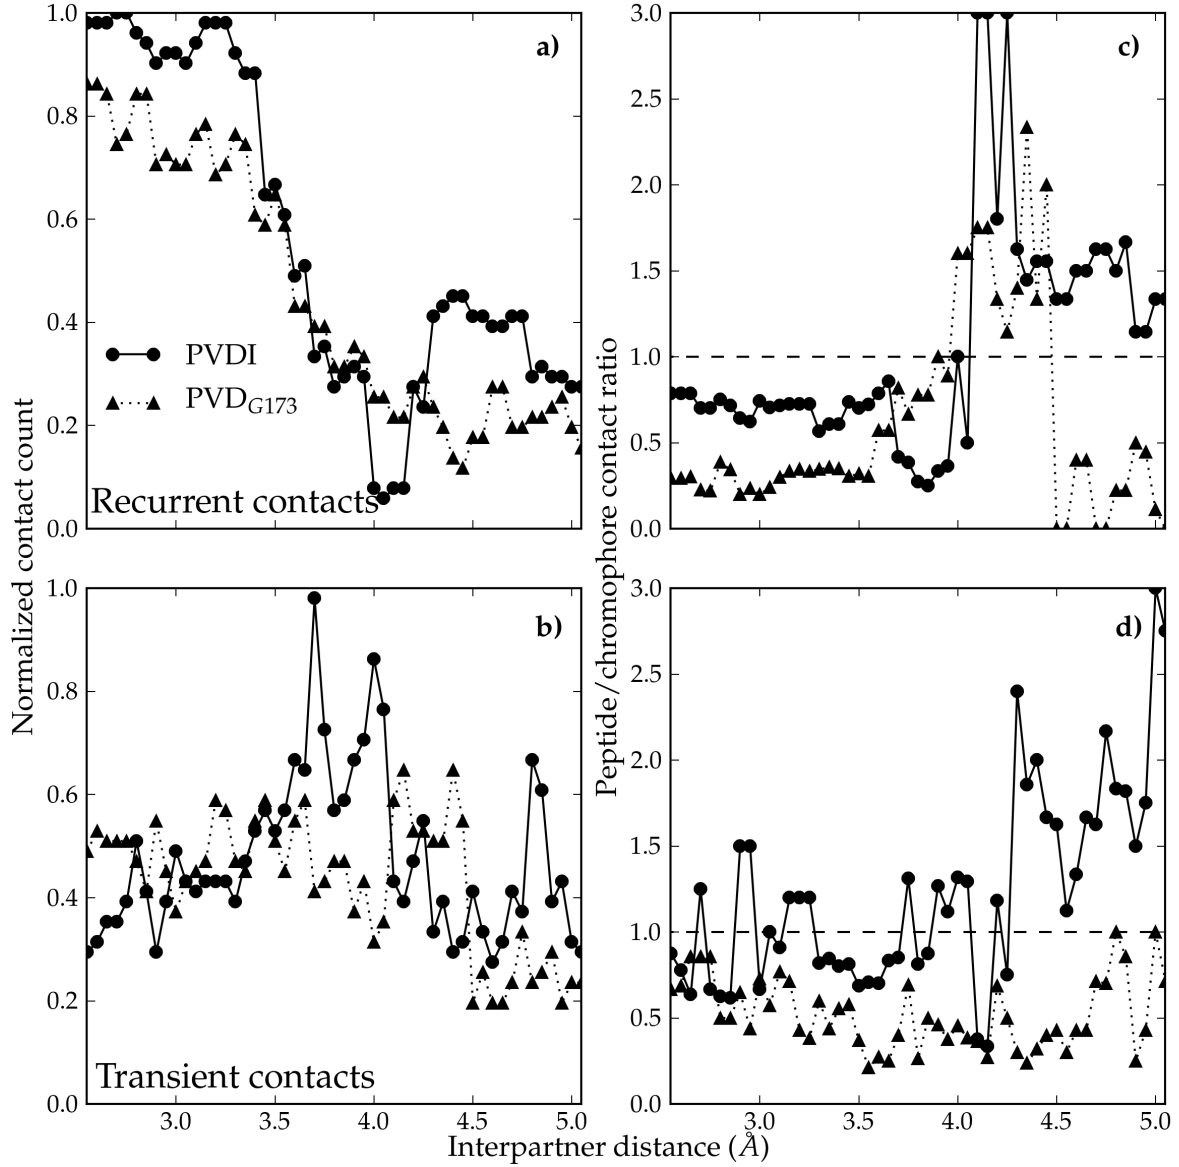 1.0
0.8
0.6
0.4
0.2
0.0
a)
PVDI
PVDG173
Recurrent contacts
3.0
2.5
2.0
1.5
1.0
0.5
0.0
c)
Normalized contact count
Peptide/chromophore contact ratio
1.0
0.8
0.6
0.4
0.2
0.0
b)
Transient contacts
3.0 3.5 4.0 4.5 5.0
3.0
2.5
2.0
1.5
1.0
0.5
0.0
d)
3.0 3.5 4.0 4.5 5.0
Interpartner distance (Å)